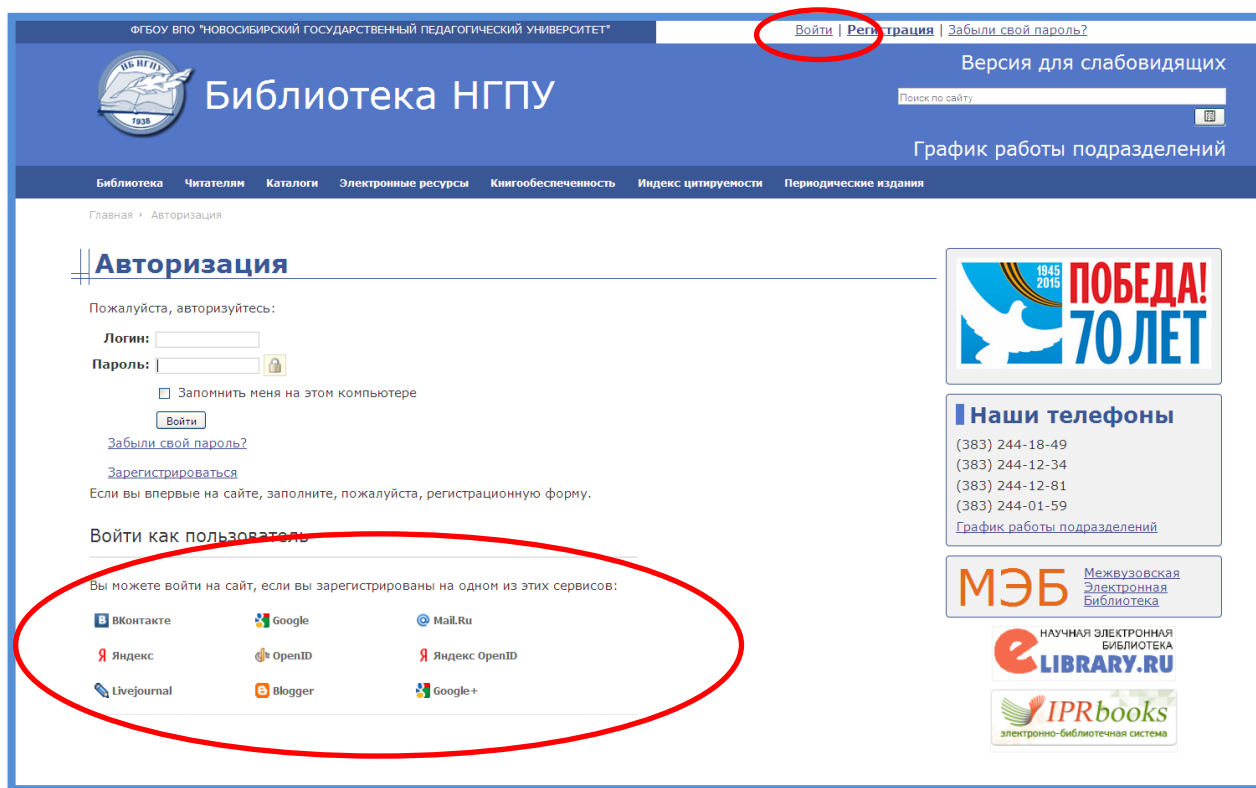 ФГБОУ ВПО "НОВОСИБИРСКИЙ ГОСУДАРСТВЕННЫЙ ПЕДАГОГИЧЕСКИЙ УНИВЕРСИТЕТ"
Войти | Регистрация | Забыли свой пароль?
НБ НГПУ
1938
Библиотека НГПУ
Версия для слабовидящих
Поиск по сайту
График работы подразделений
Библиотека Читателям Каталоги Электронные ресурсы Книгообеспеченность Индекс цитируемости Периодические издания
Главная Авторизация
Авторизация
Пожалуйста, авторизуйтесь:
Логин:
Пароль:
Запомнить меня на этом компьютере
Войти
Забыли свой пароль?
Зарегистрироваться
Если вы впервые на сайте, заполните, пожалуйста, регистрационную форму.
Войти как пользователь
Вы можете войти на сайт, если вы зарегистрированы на одном из этих сервисов:
ВКонтакте Google Mail.Ru
Яндекс OpenID Яндекс OpenID
Livejournal Blogger Google+
1945
2015
ПОБЕДА!
70 ЛЕТ
Наши телефоны
(383) 244-18-49
(383) 244-12-34
(383) 244-12-81
(383) 244-01-59
График работы подразделений
МЭБ
Межвузовская
Электронная
Библиотека
НАУЧНАЯ ЭЛЕКТРОННАЯ
БИБЛИОТЕКА
eLIBRARY.RU
IPRbooks
электронно-библиотечная система